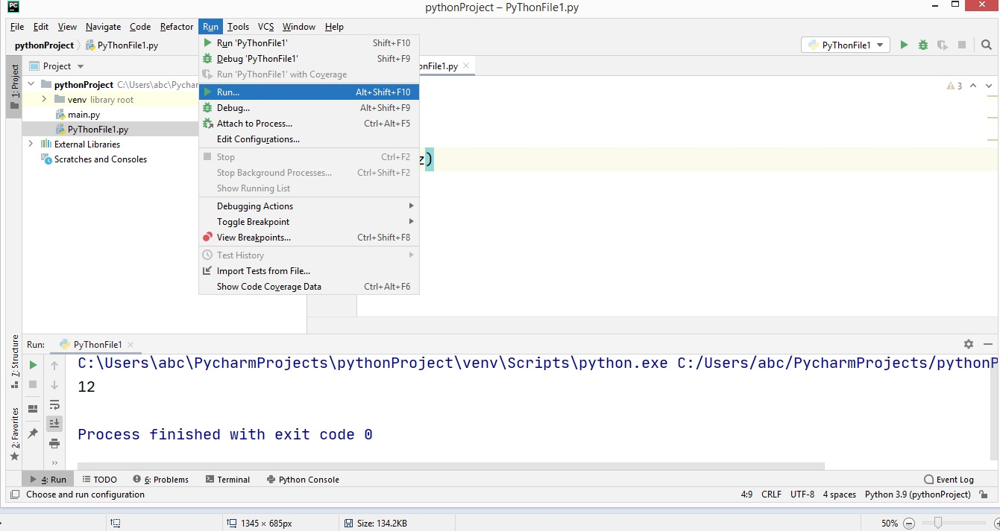 PC
pythonProject – PyThonFile1.py
File Edit View Navigate Code Refactor Run Tools VCS Window Help
pythonProject PyThonFile1.py
PyThonFile1
Run 'PyThonFile1' Shift+F10
Debug 'PyThonFile1' Shift+F9
Run 'PyThonFile1' with Coverage
Run... Alt+Shift+F10
Debug... Alt+Shift+F9
Attach to Process... Ctrl+Alt+F5
Edit Configurations...
Stop Ctrl+F2
Stop Background Processes... Ctrl+Shift+F2
Show Running List
Debugging Actions
Toggle Breakpoint
View Breakpoints... Ctrl+Shift+F8
Test History
Import Tests from File...
Show Code Coverage Data Ctrl+Alt+F6
1: Project
Project
pythonProject C:\Users\abc\Pychar
venv library root
main.py
PyThonFile1.py
External Libraries
Scratches and Consoles
onFile1.py
3
z)
7: Structure
2: Favorites
Run: PyThonFile1
C:\Users\abc\PycharmProjects\pythonProject\venv\Scripts\python.exe C:/Users/abc/PycharmProjects/pythonP
12
Process finished with exit code 0
4: Run TODO 6: Problems Terminal Python Console Event Log
Choose and run configuration 4:9 CRLF UTF-8 4 spaces Python 3.9 (pythonProject)
1345 × 685px Size: 134.2KB 50%